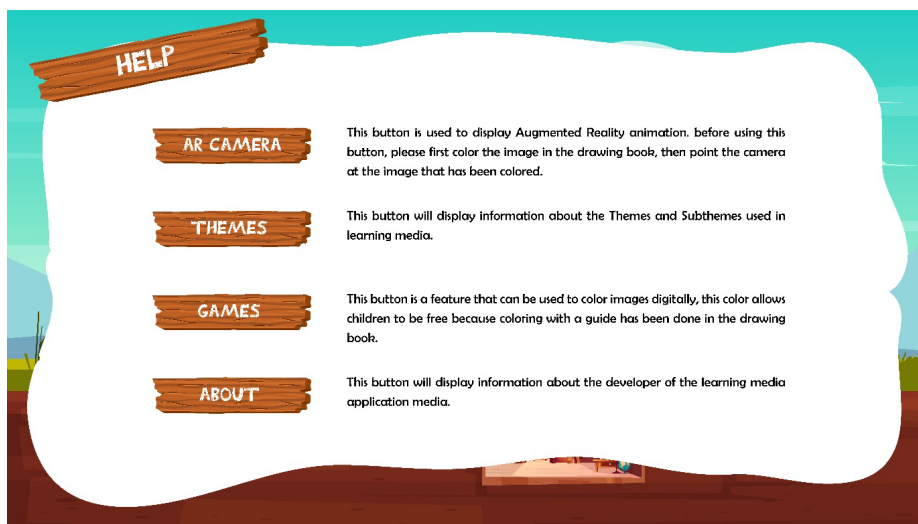 HELP
AR CAMERA
This button is used to display Augmented Reality animation. before using this
button, please first color the image in the drawing book, then point the camera
at the image that has been colored.
THEMES
This button will display information about the Themes and Subthemes used in
learning media.
GAMES
This button is a feature that can be used to color images digitally, this color allows
children to be free because coloring with a guide has been done in the drawing
book.
ABOUT
This button will display information about the developer of the learning media
application media.